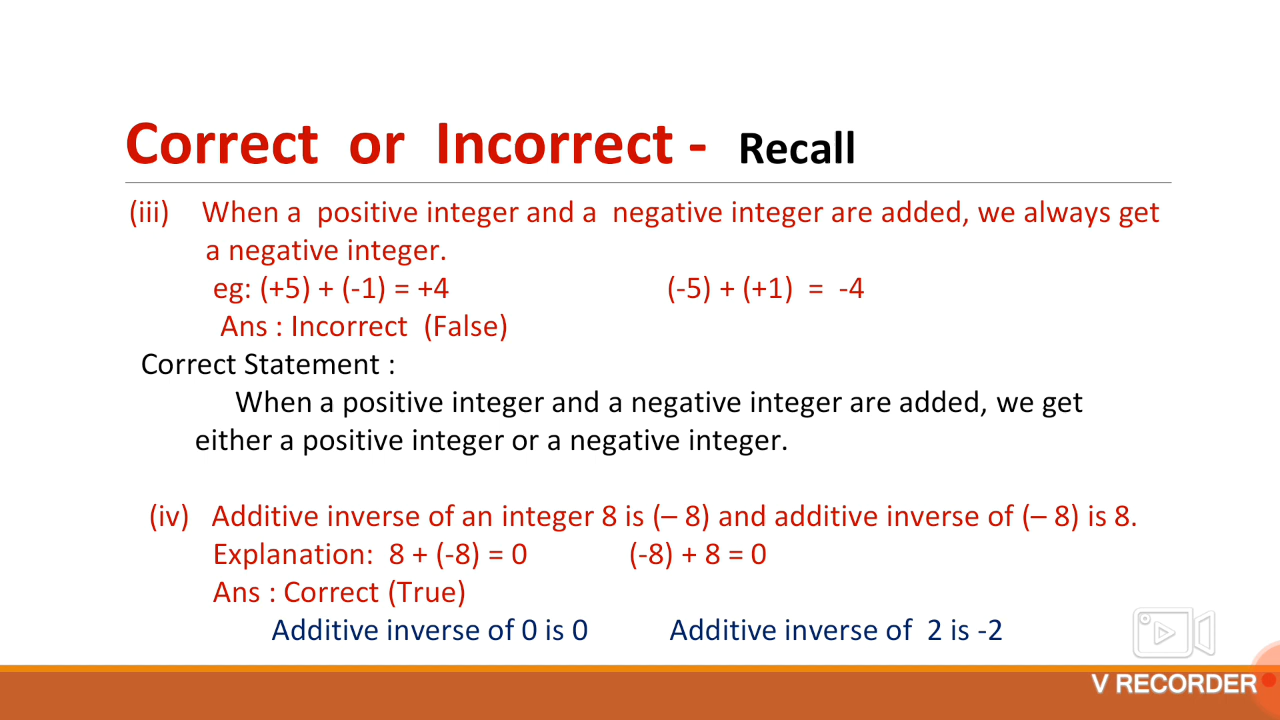 Correct or Incorrect - Recall
(iii) When a positive integer and a negative integer are added, we always get
a negative integer.
eg: (+5) + (-1) = +4 (-5) + (+1) = -4
Ans : Incorrect (False)
Correct Statement :
When a positive integer and a negative integer are added, we get
either a positive integer or a negative integer.
(iv) Additive inverse of an integer 8 is (– 8) and additive inverse of (– 8) is 8.
Explanation: 8 + (-8) = 0 (-8) + 8 = 0
Ans : Correct (True)
Additive inverse of 0 is 0 Additive inverse of 2 is -2
V RECORDER